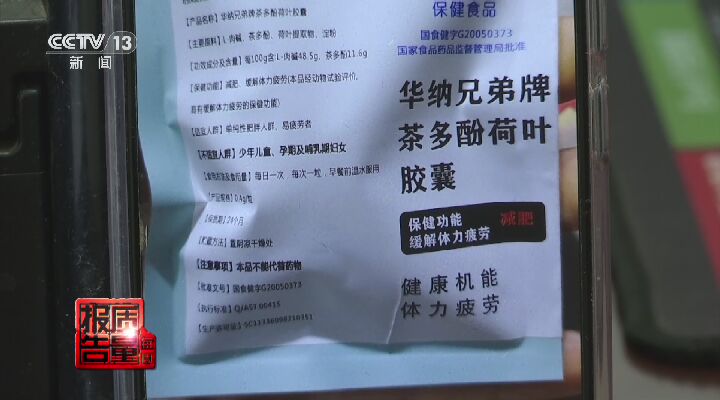 CCTV 13
新闻
【产品名称】华纳兄弟牌茶多酚荷叶胶囊
【主要原料】L-肉碱、茶多酚、荷叶提取物、淀粉
【功效成分及含量】每100g含:L-肉碱48.5g、茶多酚11.6g
【保健功能】减肥、缓解体力疲劳(本品经动物试验评价,
具有缓解体力疲劳的保健功能)
【适宜人群】单纯性肥胖人群、易疲劳者
【不适宜人群】少年儿童、孕期及哺乳期妇女
【食用方法及食用量】每日一次,每次一粒,早餐前温水服用
【产品规格】0.4g/粒
【保质期】24个月
【贮藏方法】置阴凉干燥处
【注意事项】本品不能代替药物
【批准文号】国食健字G20050373
【执行标准】Q/AST 0041S
【生产许可证】SC13336098210351
保健食品
国食健字G20050373
国家食品药品监督管理局批准
华纳兄弟牌
茶多酚荷叶
胶囊
保健功能 减肥
缓解体力疲劳
健康机能
体力疲劳
质量
报告
每周